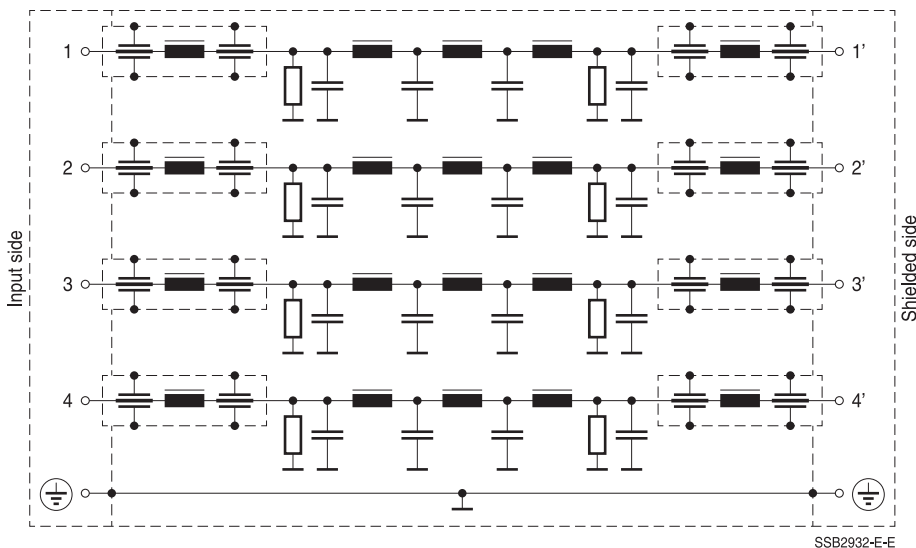 1 1'
2 2'
Input side
Shielded side
3 3'
4 4'
SSB2932-E-E